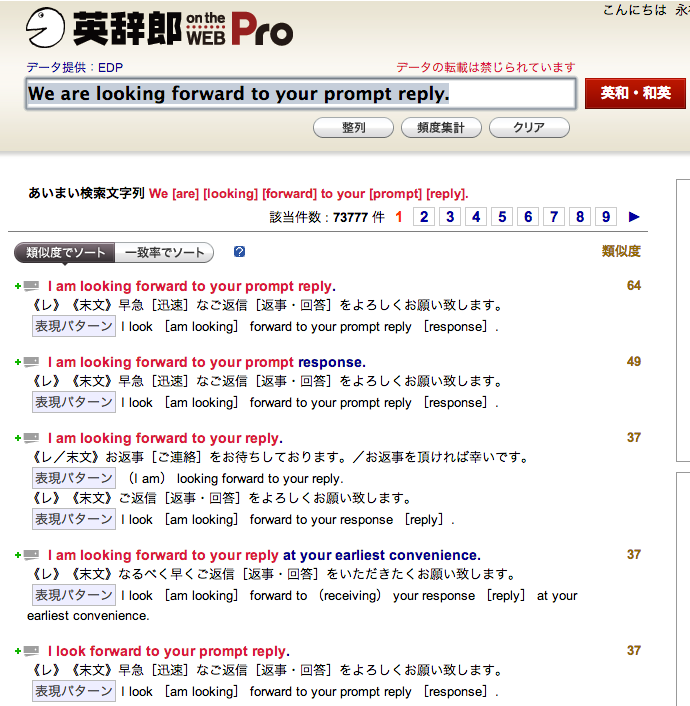 こんにちは 永
英辞郎 on the WEB Pro
データ提供：EDP データの転載は禁じられています
We are looking forward to your prompt reply.
英和・和英
整列 頻度集計 クリア
あいまい検索文字列 We [are] [looking] [forward] to your [prompt] [reply].
該当件数 : 73777 件 1 2 3 4 5 6 7 8 9 ▶
類似度でソート 一致率でソート ? 類似度
I am looking forward to your prompt reply. 64
《レ》《末文》早急［迅速］なご返信［返事・回答］をよろしくお願い致します。
表現パターン I look ［am looking］ forward to your prompt reply ［response］.
I am looking forward to your prompt response. 49
《レ》《末文》早急［迅速］なご返信［返事・回答］をよろしくお願い致します。
表現パターン I look ［am looking］ forward to your prompt reply ［response］.
I am looking forward to your reply. 37
《レ／末文》お返事［ご連絡］をお待ちしております。／お返事を頂ければ幸いです。
表現パターン （I am） looking forward to your reply.
《レ》《末文》ご返信［返事・回答］をよろしくお願い致します。
表現パターン I look ［am looking］ forward to your response ［reply］.
I am looking forward to your reply at your earliest convenience. 37
《レ》《末文》なるべく早くご返信［返事・回答］をいただきたくお願い致します。
表現パターン I look ［am looking］ forward to （receiving） your response ［reply］ at your
earliest convenience.
I look forward to your prompt reply. 37
《レ》《末文》早急［迅速］なご返信［返事・回答］をよろしくお願い致します。
表現パターン I look ［am looking］ forward to your prompt reply ［response］.